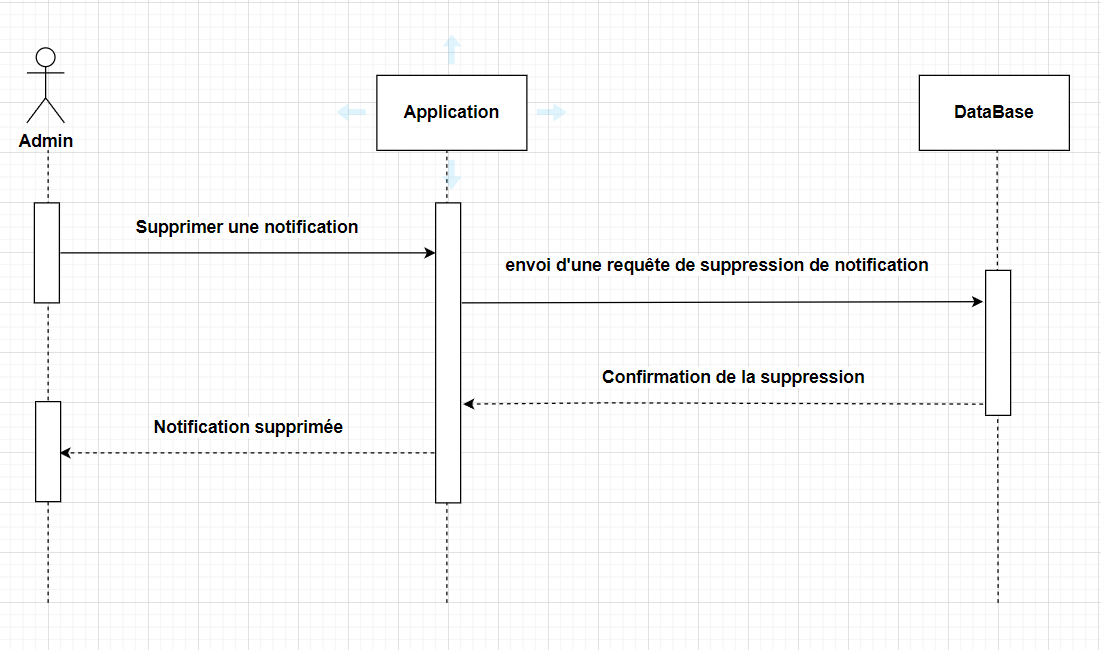 Admin
Application
DataBase
Supprimer une notification
envoi d'une requête de suppression de notification
Confirmation de la suppression
Notification supprimée